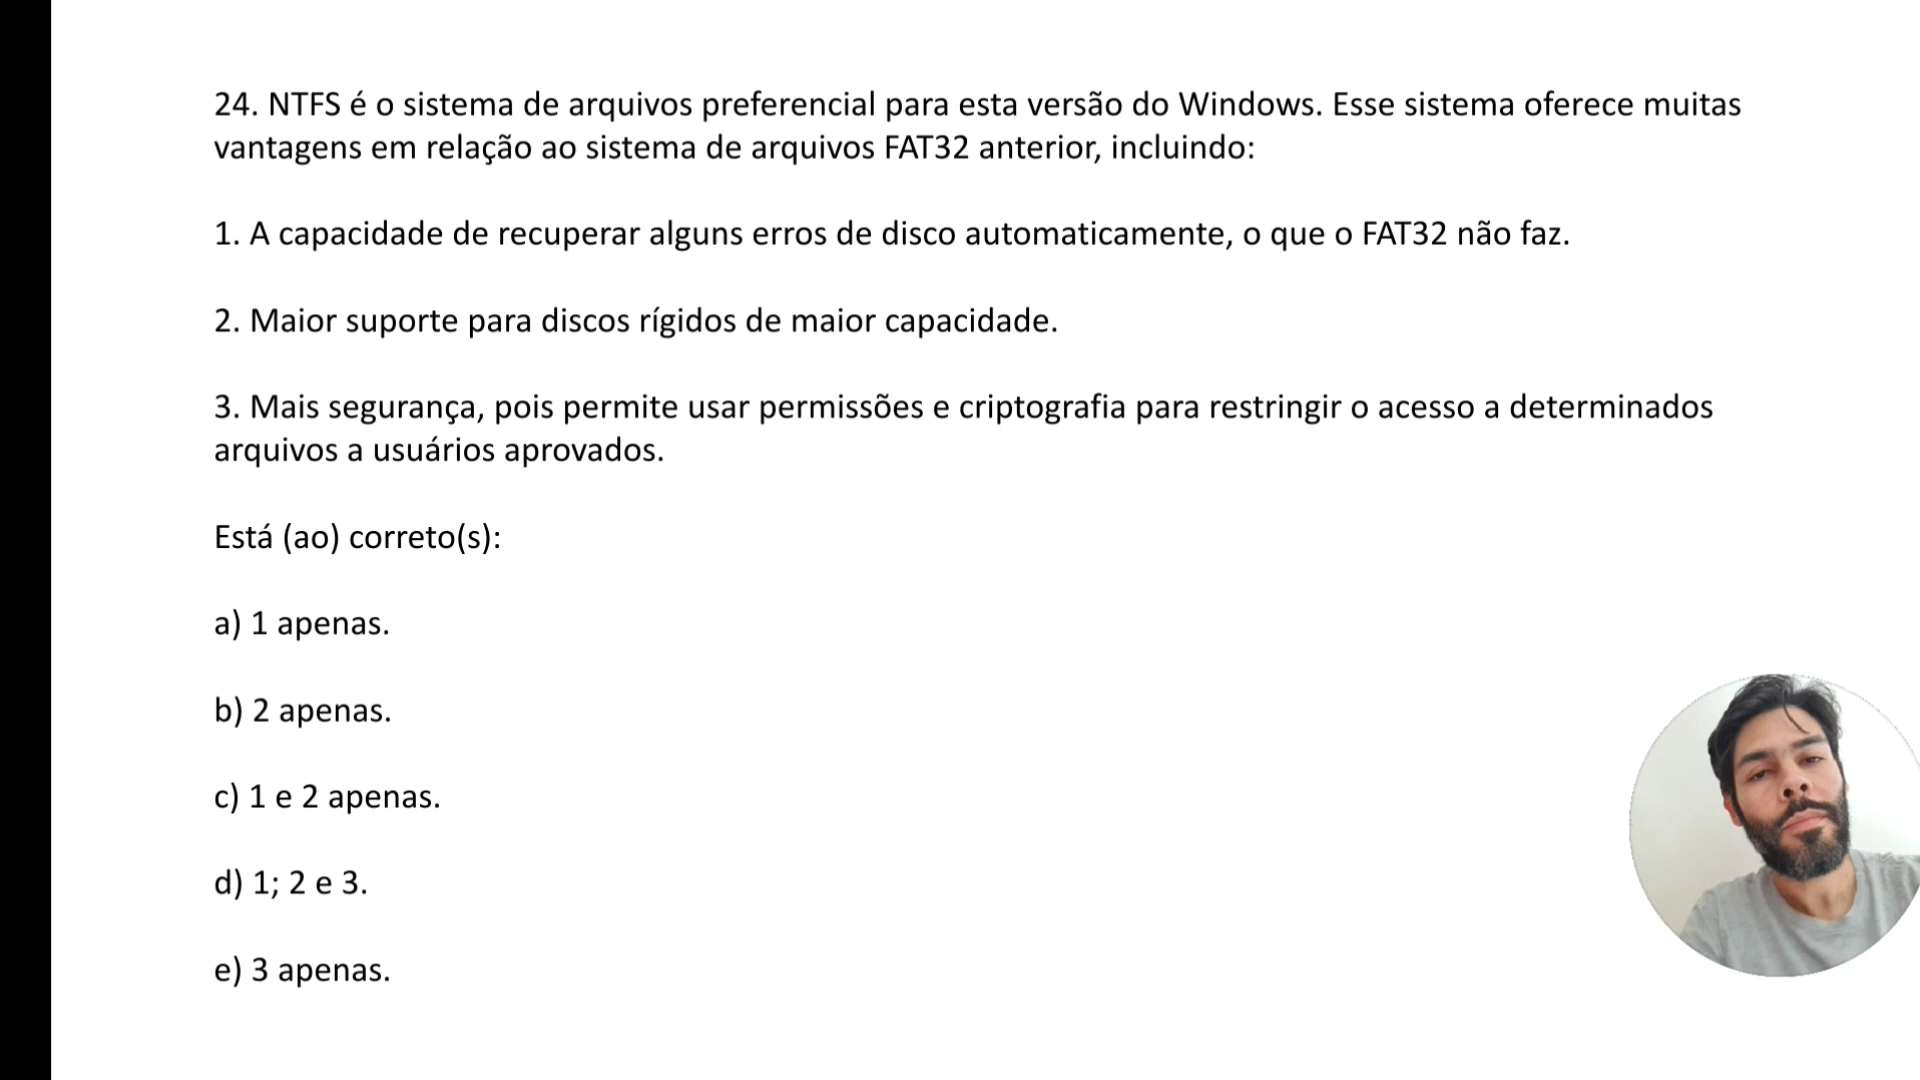 24. NTFS é o sistema de arquivos preferencial para esta versão do Windows. Esse sistema oferece muitas
vantagens em relação ao sistema de arquivos FAT32 anterior, incluindo:
1. A capacidade de recuperar alguns erros de disco automaticamente, o que o FAT32 não faz.
2. Maior suporte para discos rígidos de maior capacidade.
3. Mais segurança, pois permite usar permissões e criptografia para restringir o acesso a determinados
arquivos a usuários aprovados.
Está (ao) correto(s):
a) 1 apenas.
b) 2 apenas.
c) 1 e 2 apenas.
d) 1; 2 e 3.
e) 3 apenas.